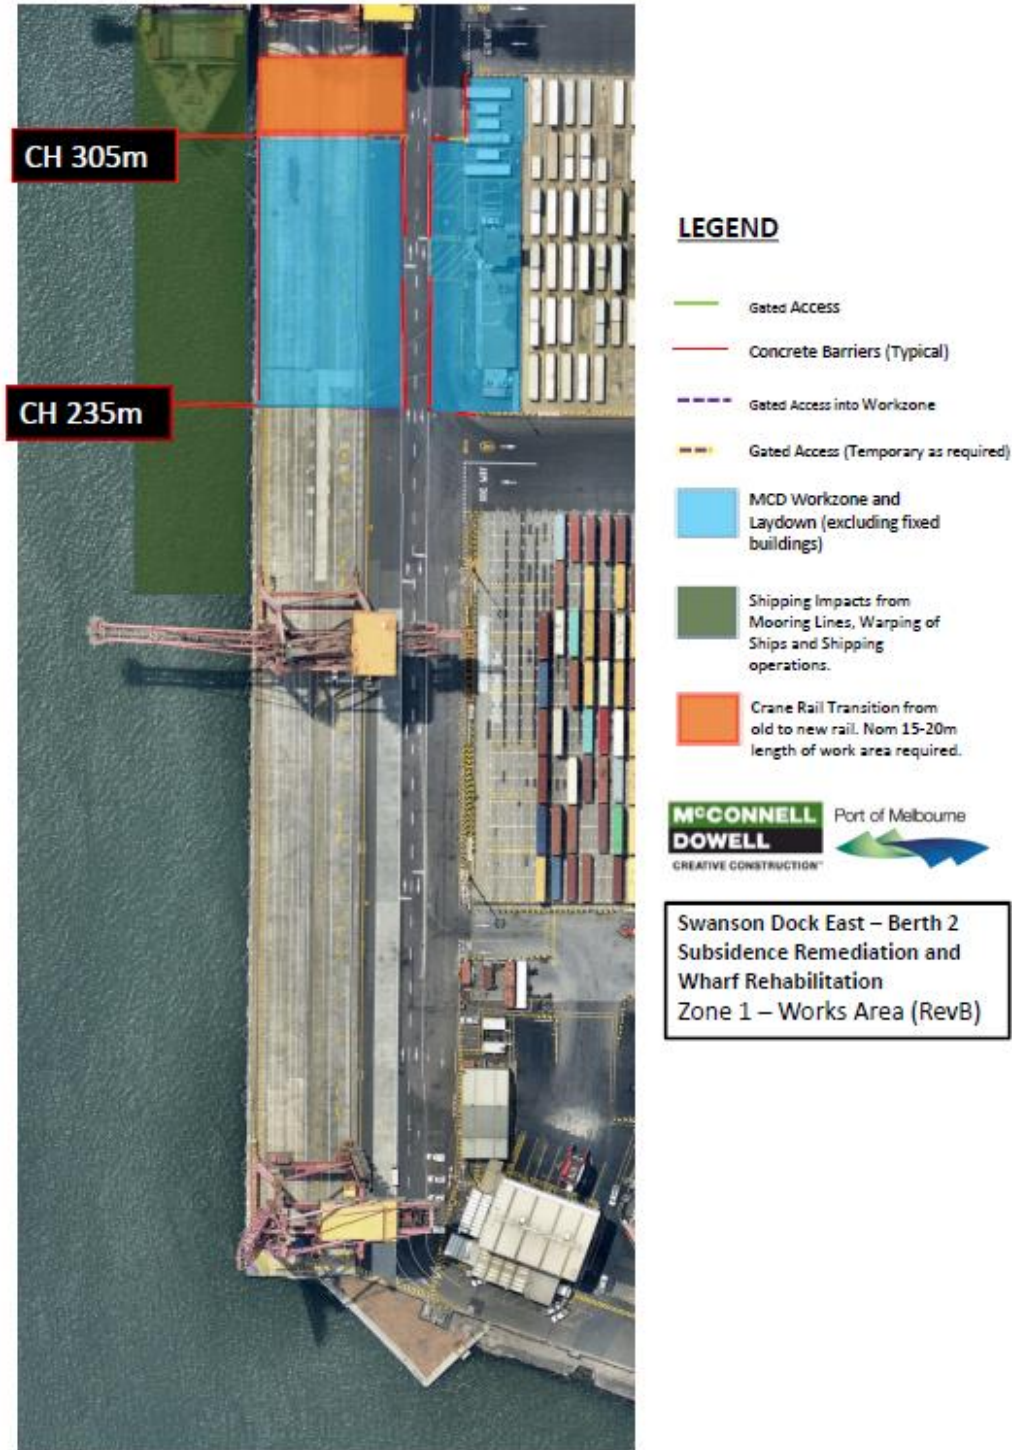 CH 305m
CH 235m
LEGEND
Gated Access
Concrete Barriers (Typical)
Gated Access into Workzone
Gated Access (Temporary as required)
MCD Workzone and
Laydown (excluding fixed
buildings)
Shipping Impacts from
Mooring Lines, Warping of
Ships and Shipping
operations.
Crane Rail Transition from
old to new rail. Nom 15-20m
length of work area required.
McCONNELL
DOWELL
CREATIVE CONSTRUCTION™
Port of Melbourne
Swanson Dock East – Berth 2
Subsidence Remediation and
Wharf Rehabilitation
Zone 1 – Works Area (RevB)